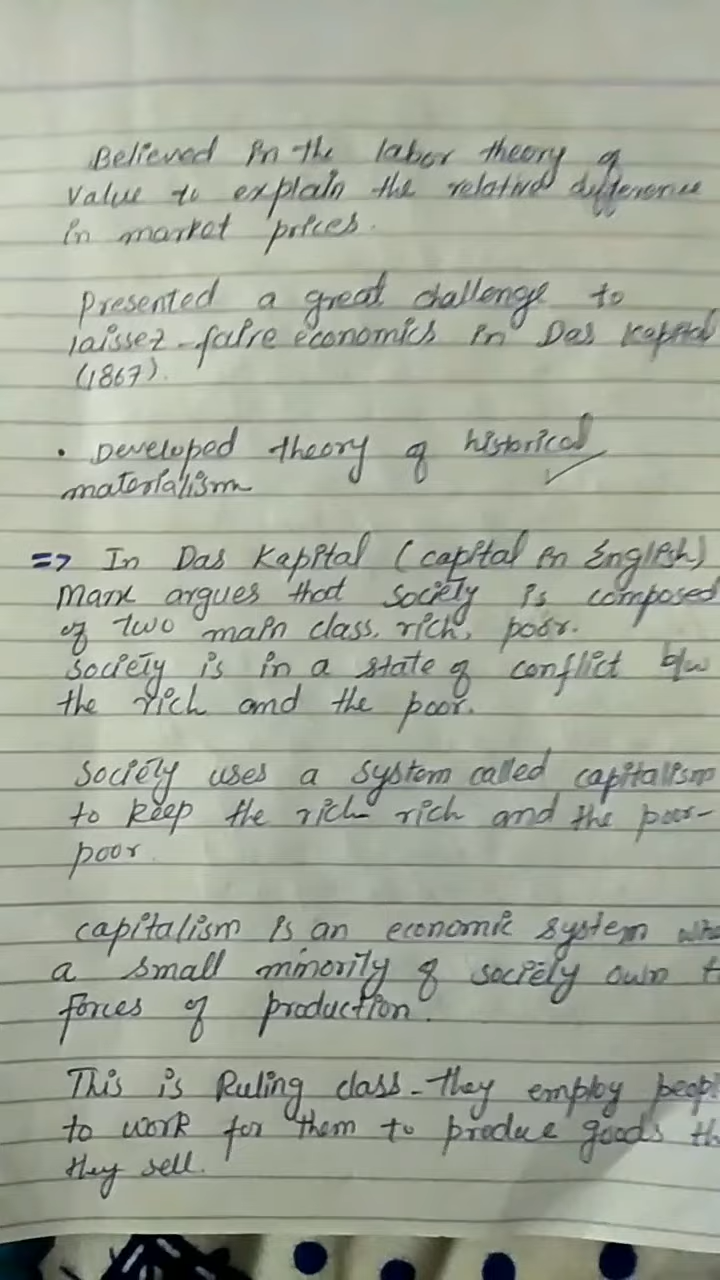 Believed in the labor theory of
value to explain the relative difference
in market prices.
Presented a great challenge to
laissez-faire economics in Das Kapital
(1867).
• Developed theory of historical
materialism
=> In Das Kapital (capital in English)
Marx argues that society is composed
of two main class, rich, poor.
society is in a state of conflict b/w
the rich and the poor.
Society uses a system called capitalism
to keep the rich rich and the poor-
poor.
capitalism is an economic system
a small minority of society own
forces of production.
This is Ruling class - they employ
to work for them to produce goods
they sell.